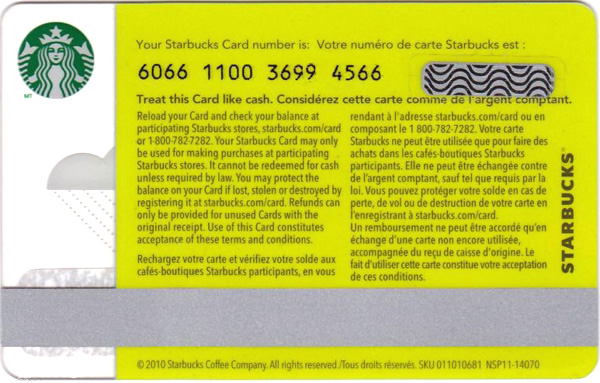 Your Starbucks Card number is: Votre numéro de carte Starbucks est :
6066 1100 3699 4566
MT
Treat this Card like cash. Considérez cette carte comme de l'argent comptant.
Reload your Card and check your balance at
participating Starbucks stores, starbucks.com/card
or 1-800-782-7282. Your Starbucks Card may only
be used for making purchases at participating
Starbucks stores. It cannot be redeemed for cash
unless required by law. You may protect the
balance on your Card if lost, stolen or destroyed by
registering it at starbucks.com/card. Refunds can
only be provided for unused Cards with the
original receipt. Use of this Card constitutes
acceptance of these terms and conditions.
Rechargez votre carte et vérifiez votre solde aux
cafés-boutiques Starbucks participants, en vous
rendant à l'adresse starbucks.com/card ou en
composant le 1 800-782-7282. Votre carte
Starbucks ne peut être utilisée que pour faire des
achats dans les cafés-boutiques Starbucks
participants. Elle ne peut être échangée contre
de l'argent comptant, sauf tel que requis par la
loi. Vous pouvez protéger votre solde en cas de
perte, de vol ou de destruction de votre carte en
l'enregistrant à starbucks.com/card.
Un remboursement ne peut être accordé qu'en
échange d'une carte non encore utilisée,
accompagnée du reçu de caisse d'origine. Le
fait d'utiliser cette carte constitue votre acceptation
de ces conditions.
STARBUCKS®
© 2010 Starbucks Coffee Company. All rights reserved./Tous droits réservés. SKU 011010681 NSP11-14070